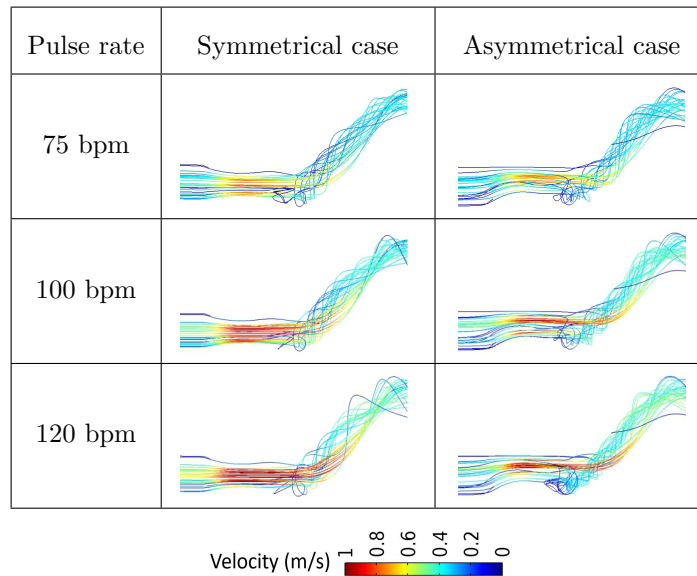 Pulse rate Symmetrical case Asymmetrical case
75 bpm
100 bpm
120 bpm
Velocity (m/s) 1 0.8 0.6 0.4 0.2 0